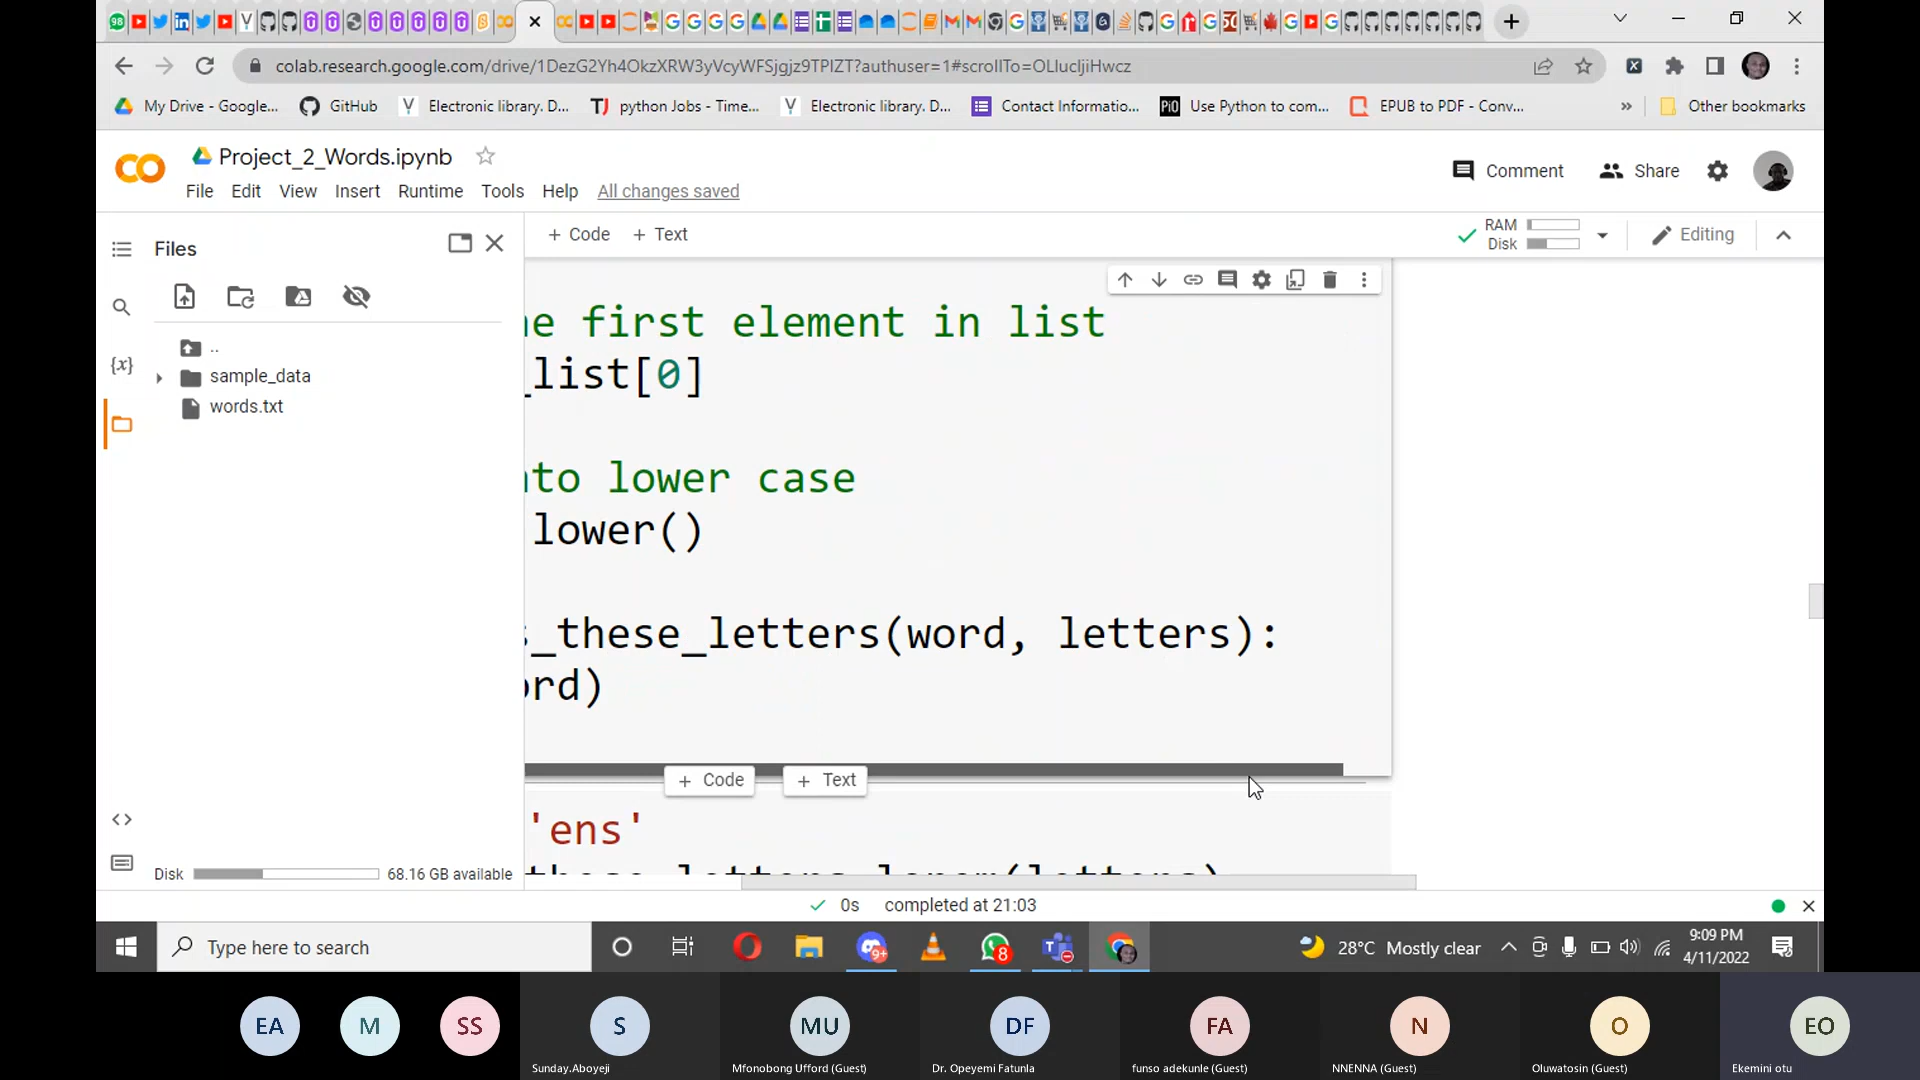 98
colab.research.google.com/drive/1DezG2Yh4OkzXRW3yVcyWFSjgjz9TPIZT?authuser=1#scrollTo=OLIucIjiHwcz
My Drive - Google... GitHub Electronic library. D... python Jobs - Time... Electronic library. D... Contact Informatio... Use Python to com... EPUB to PDF - Conv... » Other bookmarks
Project_2_Words.ipynb
Comment Share
File Edit View Insert Runtime Tools Help All changes saved
Files
+ Code + Text
RAM
Disk
Editing
..
sample_data
words.txt
e first element in list
_list[0]
to lower case
lower()
_these_letters(word, letters):
rd)
+ Code + Text
'ens'
Disk 68.16 GB available
0s completed at 21:03
Type here to search
9+
8
28°C Mostly clear
9:09 PM
4/11/2022
EA M SS S MU DF FA N O EO
Sunday.Aboyeji Mfonobong Ufford (Guest) Dr. Opeyemi Fatunla funso adekunle (Guest) NNENNA (Guest) Oluwatosin (Guest) Ekemini otu